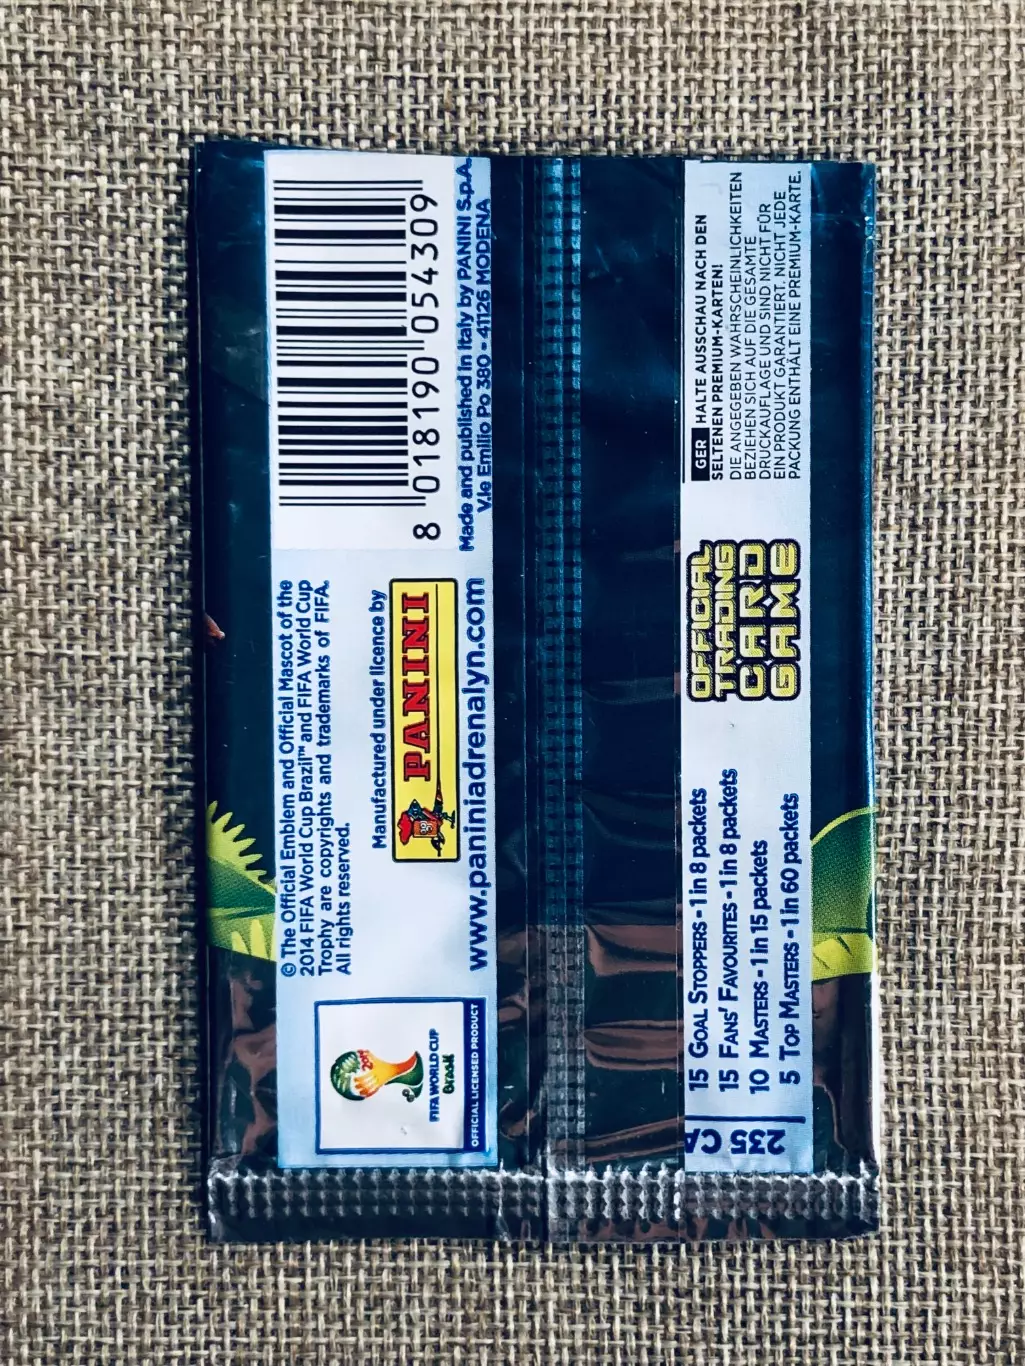 © The Official Emblem and Official Mascot of the
2014 FIFA World Cup Brazil™ and FIFA World Cup
Trophy are copyrights and trademarks of FIFA.
All rights reserved.
Manufactured under licence by
PANINI
www.paniniadrenalyn.com
FIFA WORLD CUP
Brasil
OFFICIAL LICENSED PRODUCT
8 018190 054309
Made and published in Italy by PANINI S.p.A.
V.le Emilio Po 380 - 41126 MODENA
235 CA
15 GOAL STOPPERS - 1 in 8 packets
15 FANS' FAVOURITES - 1 in 8 packets
10 MASTERS - 1 in 15 packets
5 TOP MASTERS - 1 in 60 packets
OFFICIAL
TRADING
CARD
GAME
GER HALTE AUSSCHAU NACH DEN
SELTENEN PREMIUM-KARTEN!
DIE ANGEGEBEN WAHRSCHEINLICHKEITEN
BEZIEHEN SICH AUF DIE GESAMTE
DRUCKAUFLAGE UND SIND NICHT FÜR
EIN PRODUKT GARANTIERT. NICHT JEDE
PACKUNG ENTHÄLT EINE PREMIUM-KARTE.